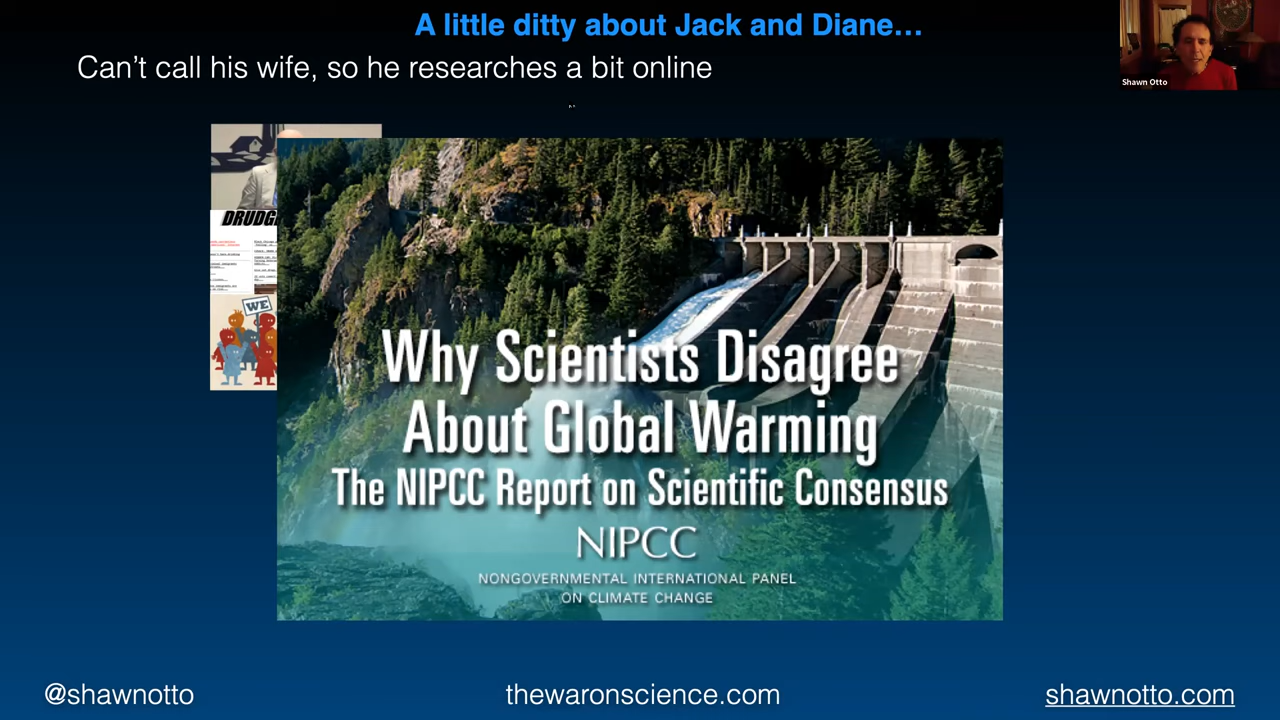 A little ditty about Jack and Diane…
Can't call his wife, so he researches a bit online
Shawn Otto
WE
Why Scientists Disagree
About Global Warming
The NIPCC Report on Scientific Consensus
NIPCC
NONGOVERNMENTAL INTERNATIONAL PANEL
ON CLIMATE CHANGE
@shawnotto
thewaronscience.com
shawnotto.com